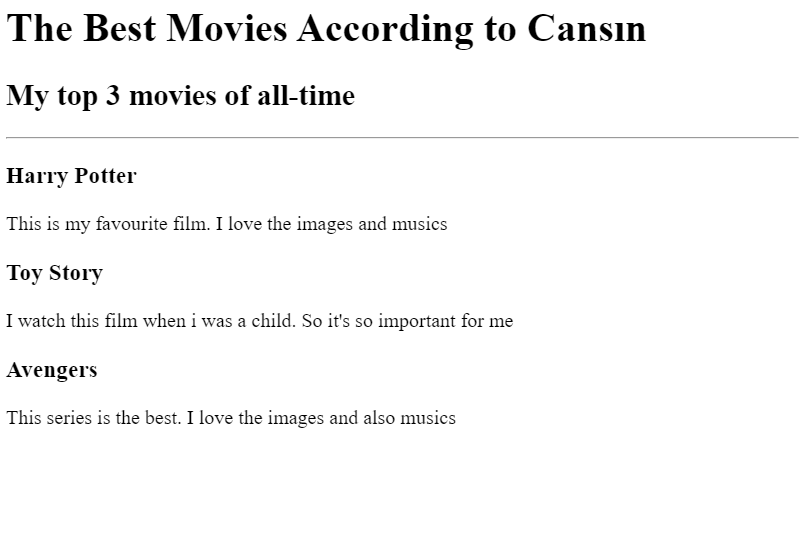 The Best Movies According to Cansın
My top 3 movies of all-time
Harry Potter
This is my favourite film. I love the images and musics
Toy Story
I watch this film when i was a child. So it's so important for me
Avengers
This series is the best. I love the images and also musics